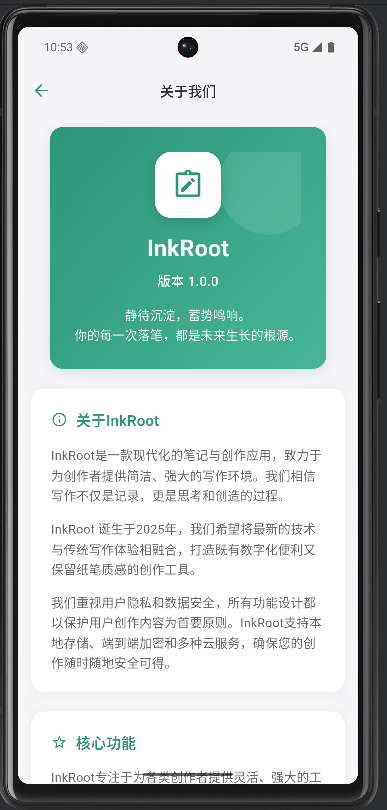 10:53
5G
关于我们
InkRoot
版本 1.0.0
静待沉淀，蓄势鸣响。
你的每一次落笔，都是未来生长的根源。
关于InkRoot
InkRoot是一款现代化的笔记与创作应用，致力于
为创作者提供简洁、强大的写作环境。我们相信
写作不仅是记录，更是思考和创造的过程。
InkRoot 诞生于2025年，我们希望将最新的技术
与传统写作体验相融合，打造既有数字化便利又
保留纸笔质感的创作工具。
我们重视用户隐私和数据安全，所有功能设计都
以保护用户创作内容为首要原则。InkRoot支持本
地存储、端到端加密和多种云服务，确保您的创
作随时随地安全可得。
核心功能
InkRoot专注于为各类创作者提供灵活、强大的工